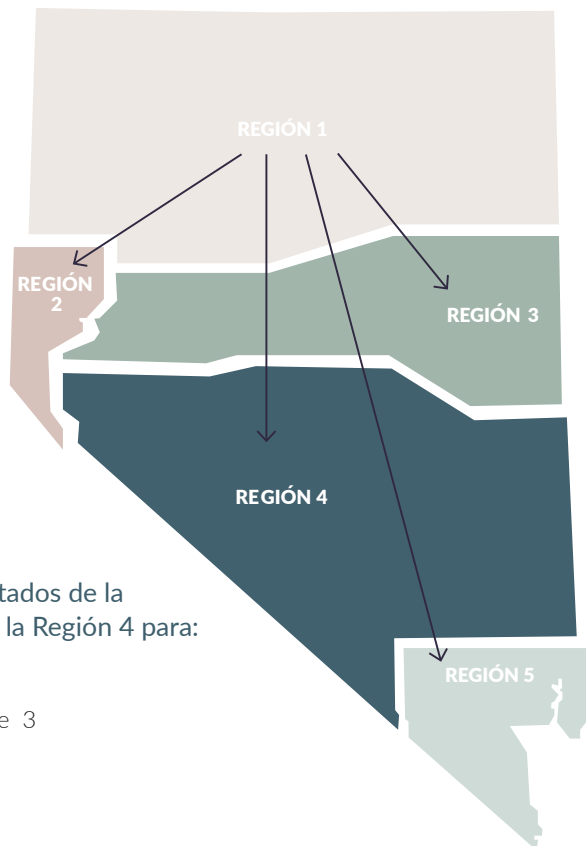 REGIÓN 1
REGIÓN
2
REGIÓN 3
REGIÓN 4
tados de la
la Región 4 para:
REGIÓN 5
e 3